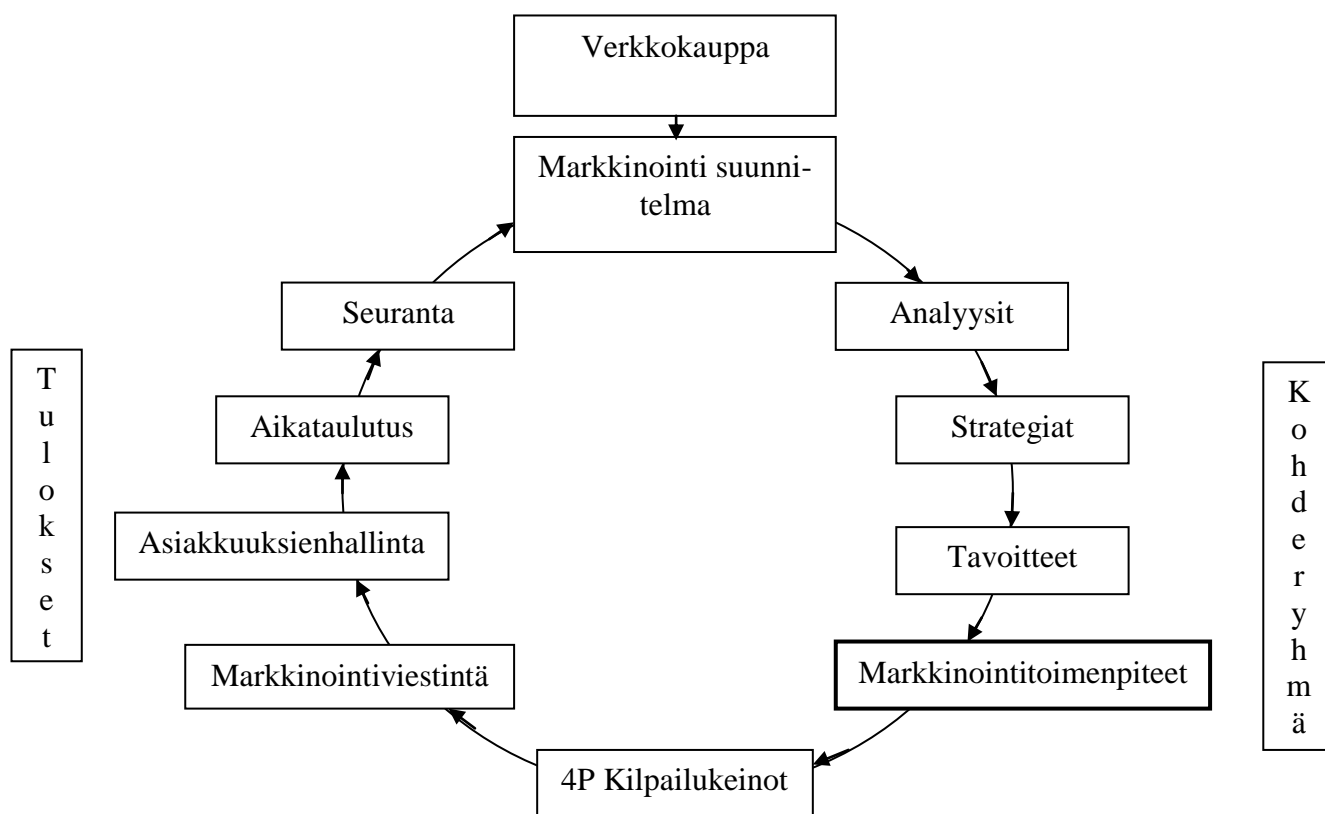 Verkkokauppa
Markkinointi suunni-
telma
Seuranta
Analyysit
Aikataulutus
Strategiat
Asiakkuuksienhallinta
Tavoitteet
Markkinointiviestintä
Markkinointitoimenpiteet
4P Kilpailukeinot
T
u
l
o
k
s
e
t
K
o
h
d
e
r
y
h
m
ä